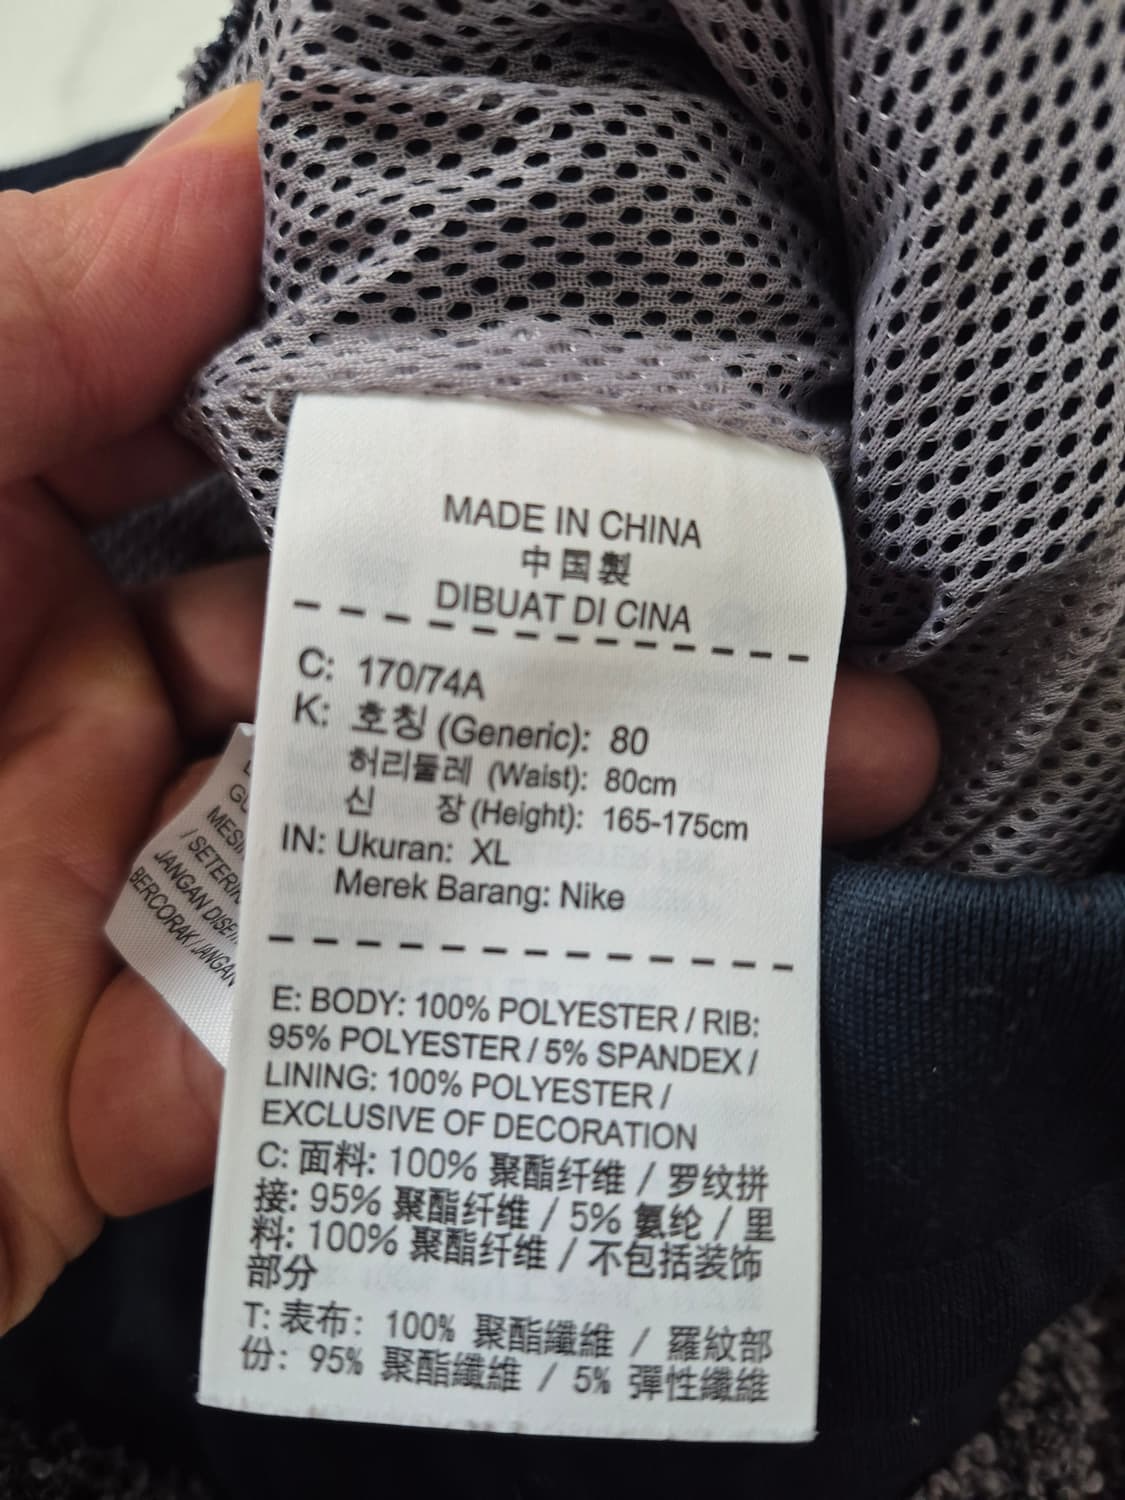 MADE IN CHINA
中国製
DIBUAT DI CINA
C: 170/74A
K: 호칭 (Generic): 80
허리둘레 (Waist): 80cm
신 장 (Height): 165-175cm
IN: Ukuran: XL
Merek Barang: Nike
E: BODY: 100% POLYESTER / RIB:
95% POLYESTER / 5% SPANDEX /
LINING: 100% POLYESTER /
EXCLUSIVE OF DECORATION
C: 面料: 100% 聚酯纤维 / 罗纹拼
接: 95% 聚酯纤维 / 5% 氨纶 / 里
料: 100% 聚酯纤维 / 不包括装饰
部分
T: 表布: 100% 聚酯纖維 / 羅紋部
份: 95% 聚酯纖維 / 5% 彈性纖維
JANGAN
BERCORAK / JANGAN